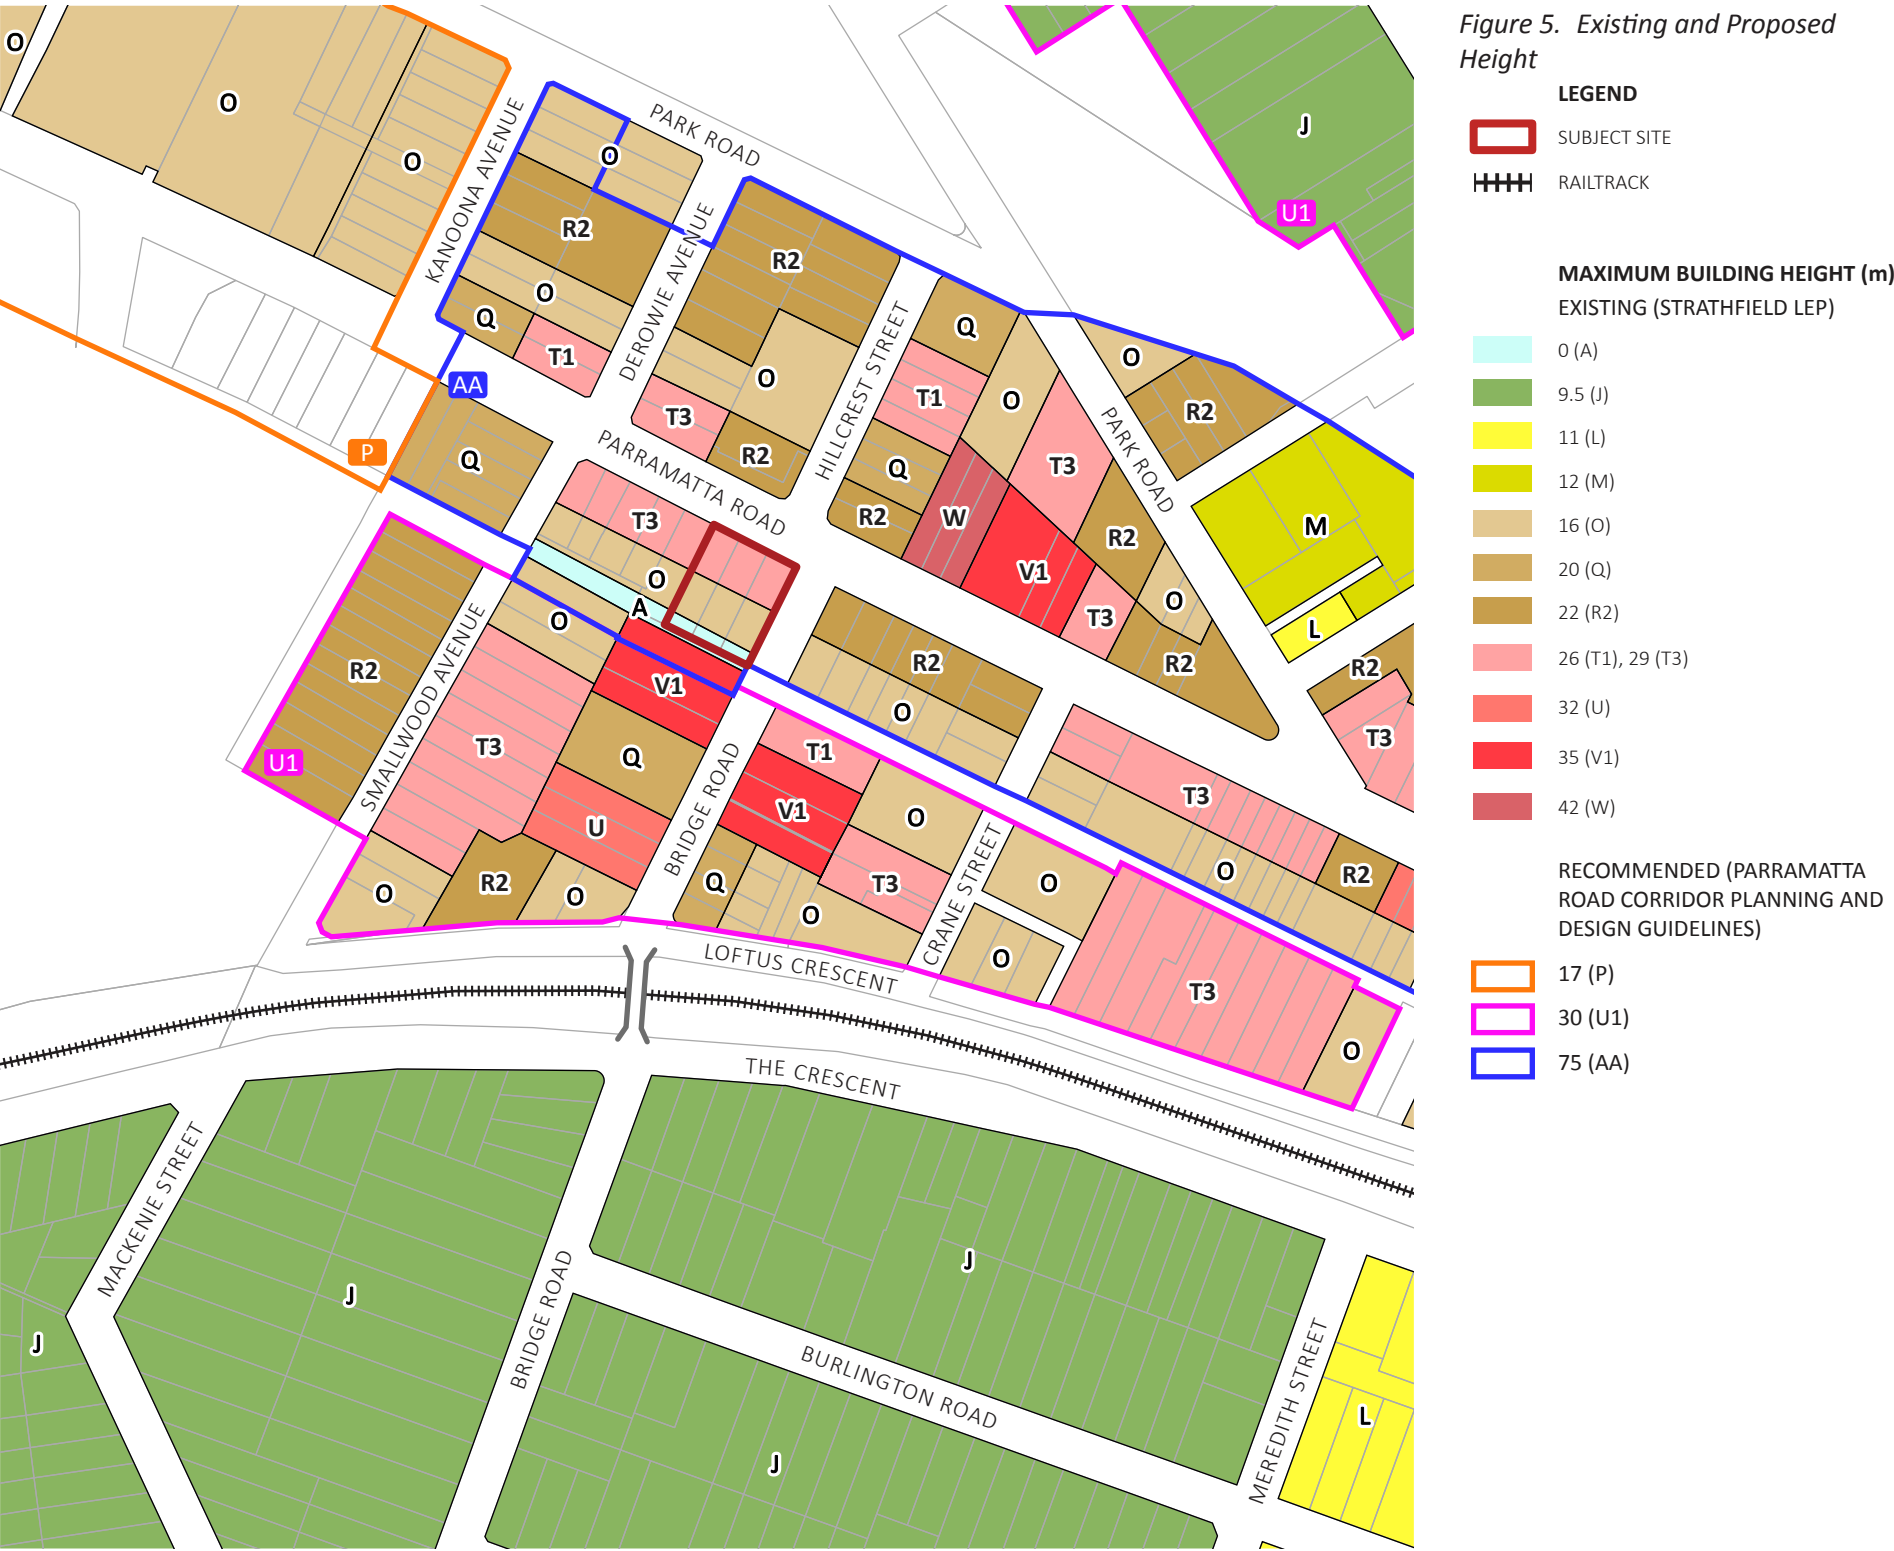 Figure 5. Existing and Proposed
Height
LEGEND
SUBJECT SITE
RAILTRACK
MAXIMUM BUILDING HEIGHT (m)
EXISTING (STRATHFIELD LEP)
0 (A)
9.5 (J)
11 (L)
12 (M)
16 (O)
20 (Q)
22 (R2)
26 (T1), 29 (T3)
32 (U)
35 (V1)
42 (W)
RECOMMENDED (PARRAMATTA
ROAD CORRIDOR PLANNING AND
DESIGN GUIDELINES)
17 (P)
30 (U1)
75 (AA)
O
O
O
KANOONA AVENUE
PARK ROAD
O
R2
O
Q
T1
DEROWIE AVENUE
R2
O
T3
R2
HILLCREST STREET
Q
T1
O
Q
R2
W
T3
V1
R2
T3
O
R2
PARK ROAD
O
R2
M
L
R2
T3
J
U1
AA
P
Q
PARRAMATTA ROAD
T3
O
A
O
V1
R2
U1
SMALLWOOD AVENUE
T3
Q
U
O
R2
O
BRIDGE ROAD
R2
O
T1
V1
O
Q
T3
O
CRANE STREET
O
O
T3
O
R2
T3
O
LOFTUS CRESCENT
THE CRESCENT
MACKENIE STREET
J
J
BRIDGE ROAD
J
BURLINGTON ROAD
J
MEREDITH STREET
L